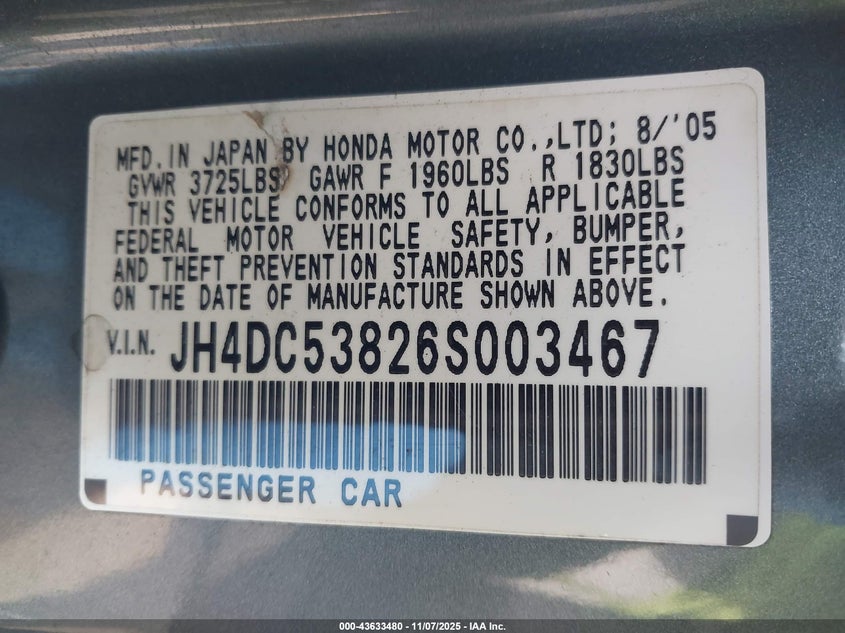 MFD. IN JAPAN BY HONDA MOTOR CO.,LTD; 8/'05
GVWR 3725LBS GAWR F 1960LBS R 1830LBS
THIS VEHICLE CONFORMS TO ALL APPLICABLE
FEDERAL MOTOR VEHICLE SAFETY, BUMPER,
AND THEFT PREVENTION STANDARDS IN EFFECT
ON THE DATE OF MANUFACTURE SHOWN ABOVE.
V.I.N. JH4DC53826S003467
PASSENGER CAR
000-43633480 - 11/07/2025 - IAA Inc.